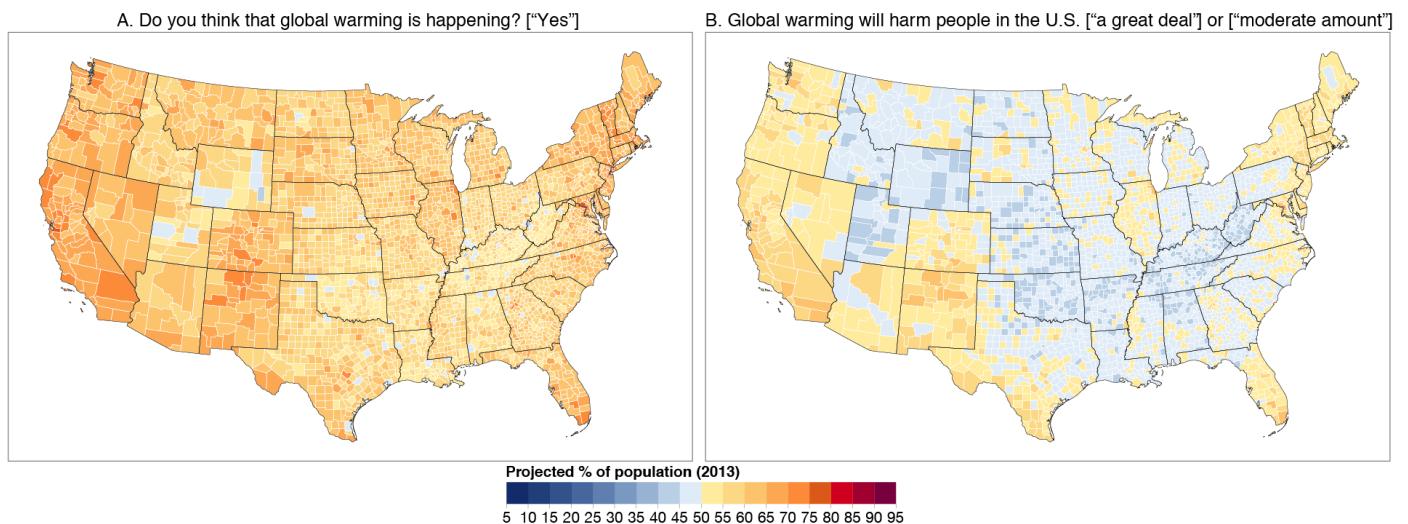 A. Do you think that global warming is happening? [“Yes”]
B. Global warming will harm people in the U.S. [“a great deal”] or [“moderate amount”]
Projected % of population (2013)
5 10 15 20 25 30 35 40 45 50 55 60 65 70 75 80 85 90 95